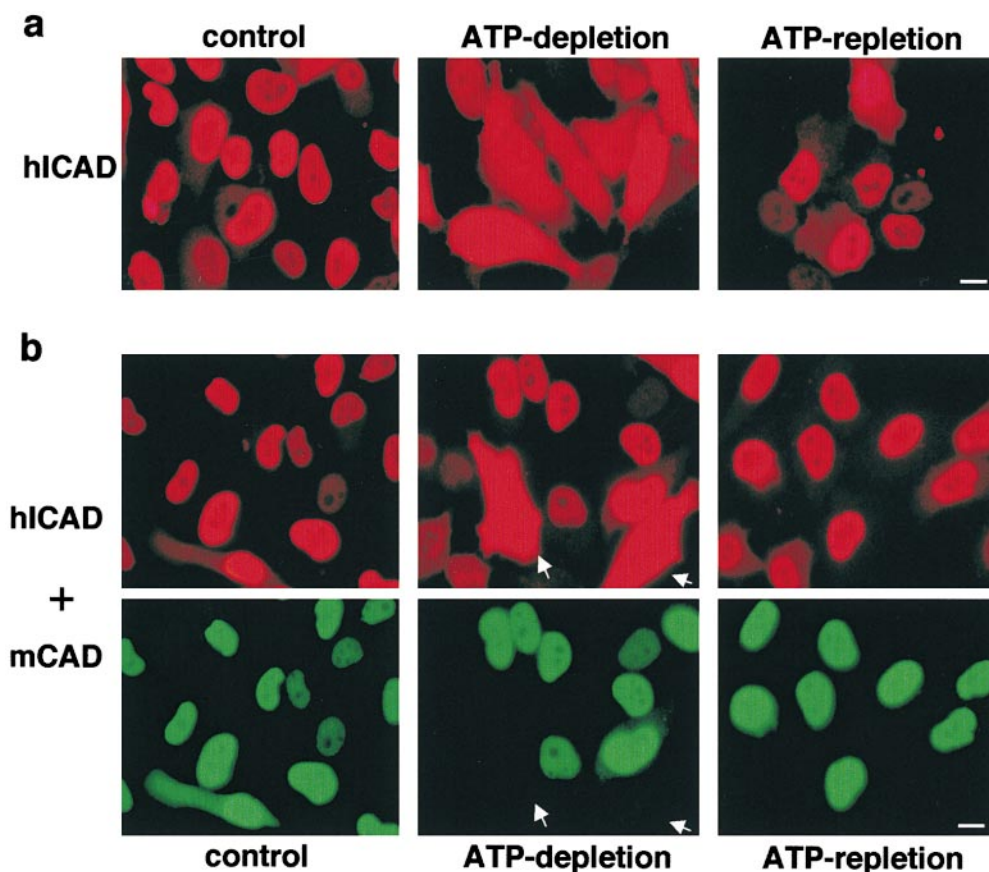 a
control ATP-depletion ATP-repletion
hICAD
b
hICAD
+
mCAD
control ATP-depletion ATP-repletion